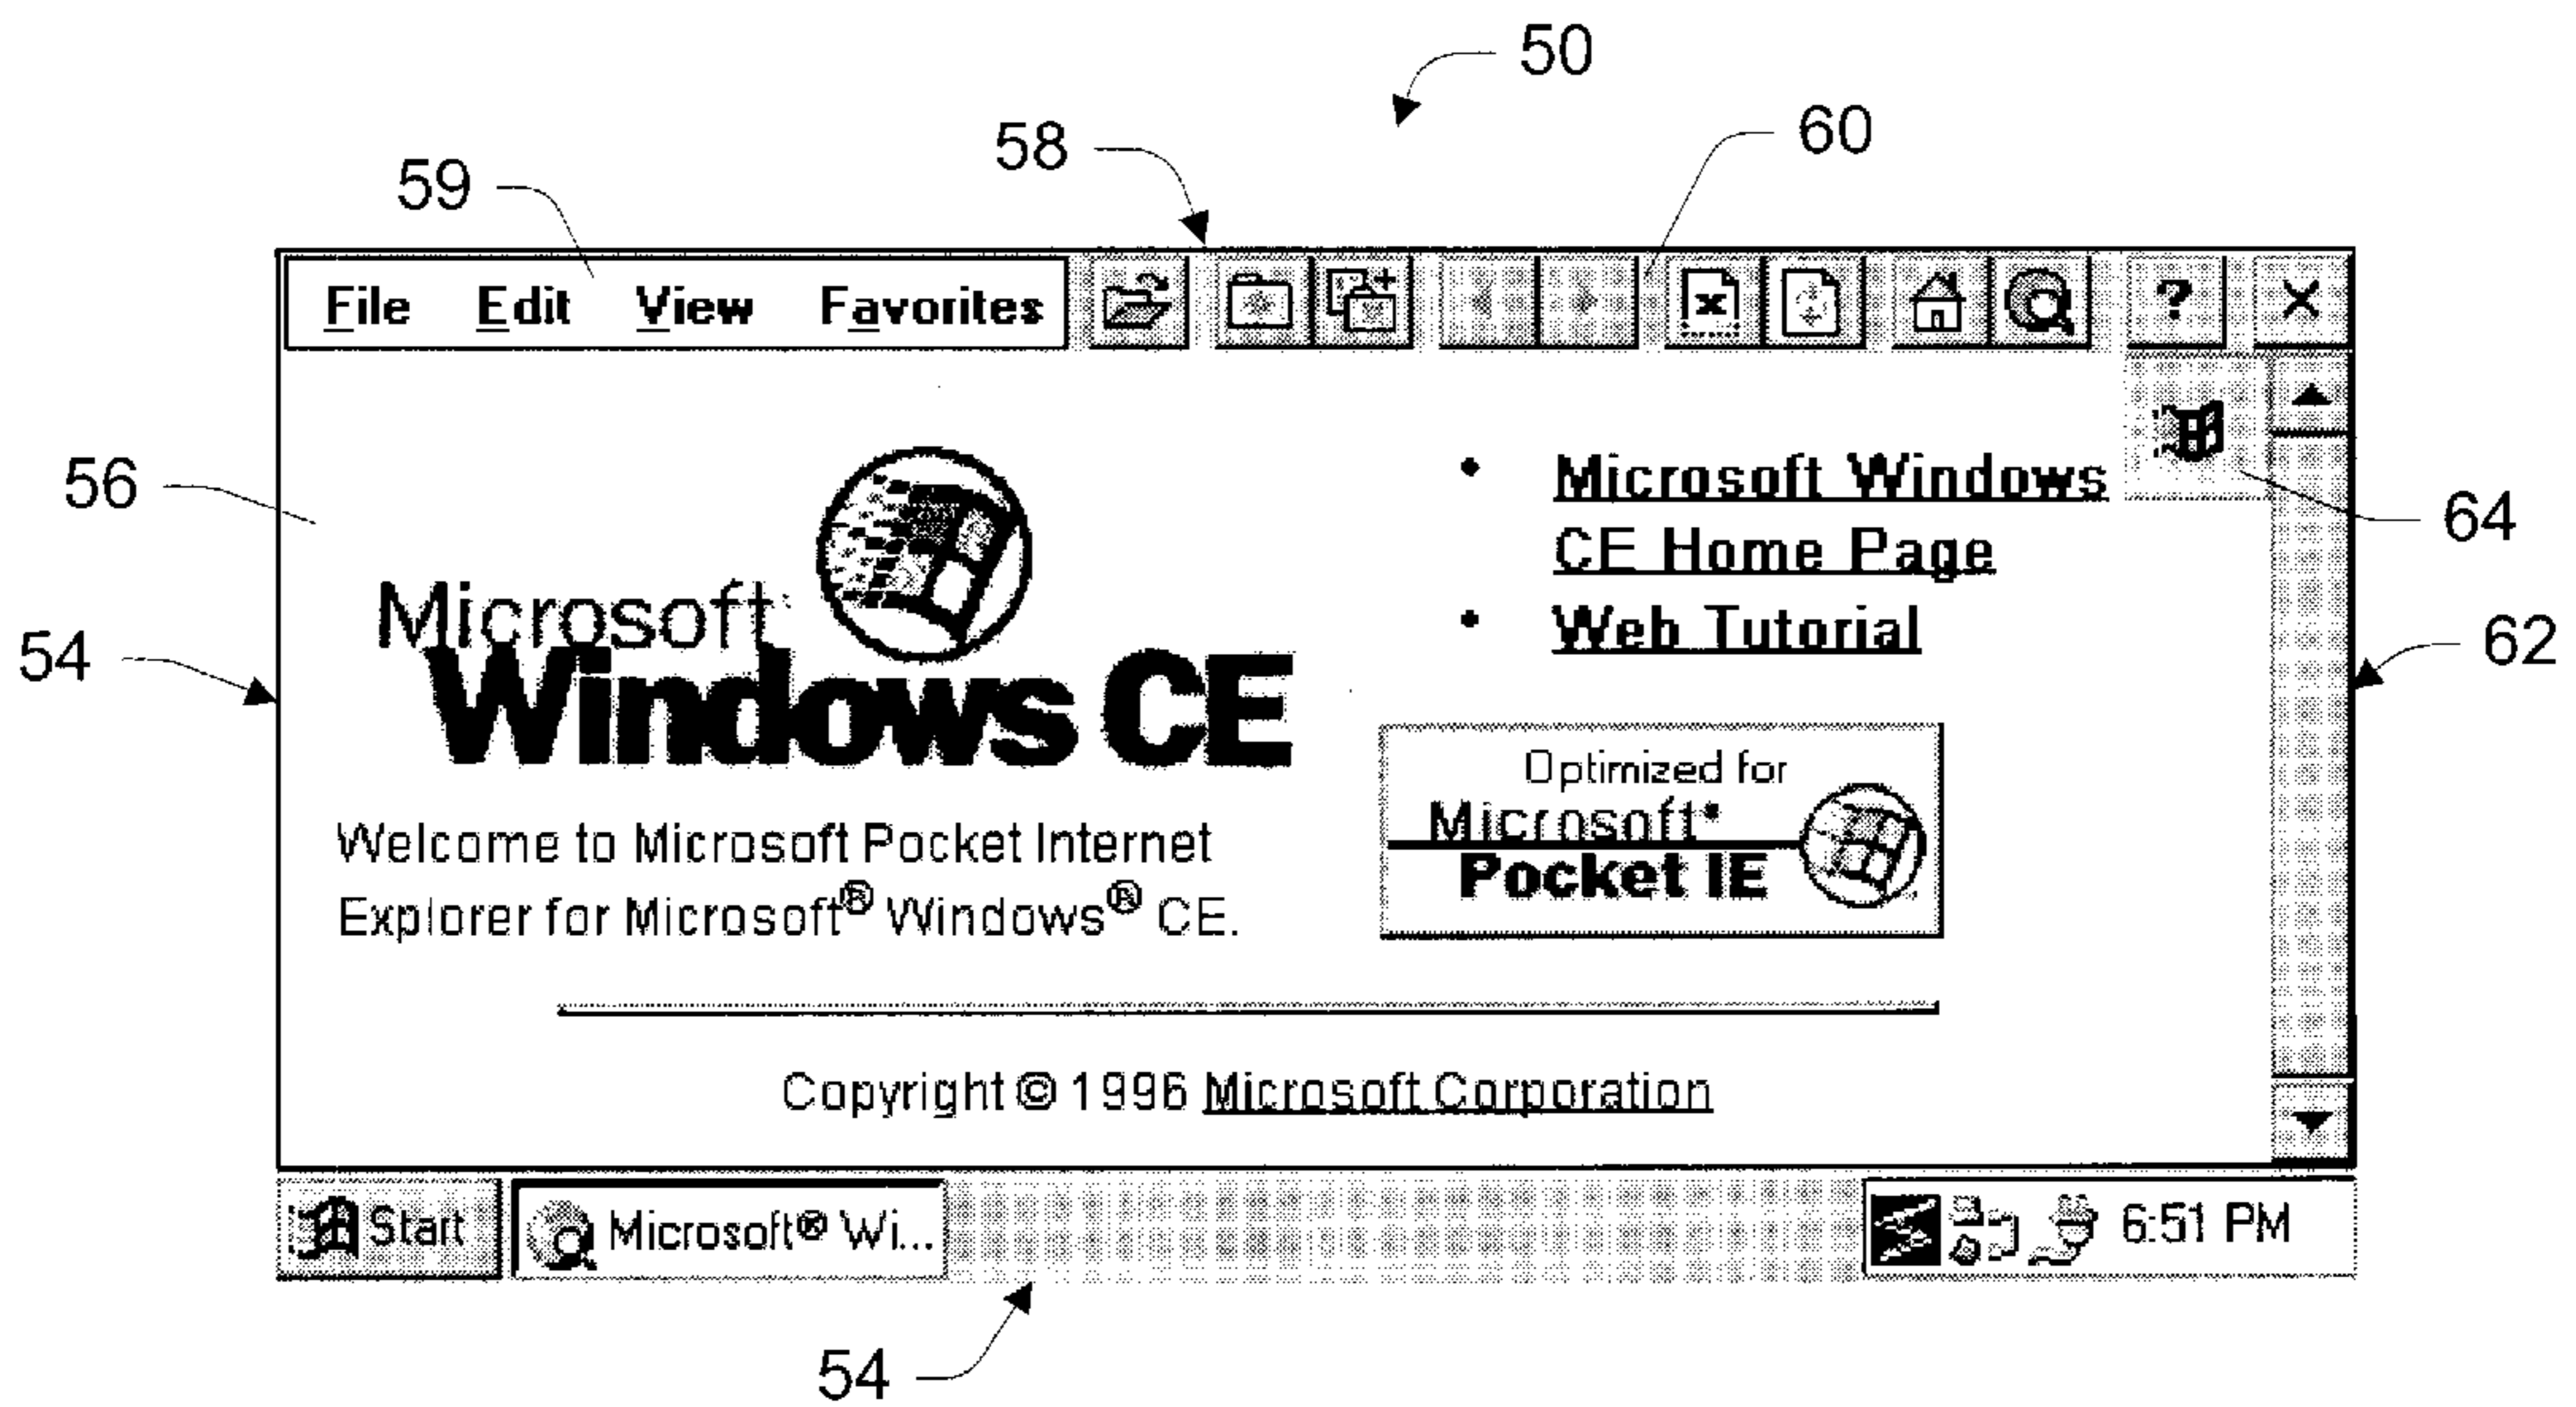 50
58
60
59
File Edit View Favorites ?
56
Microsoft
Windows CE
• Microsoft Windows
CE Home Page
• Web Tutorial
64
54
62
Optimized for
Microsoft
Pocket IE
Welcome to Microsoft Pocket Internet
Explorer for Microsoft® Windows® CE.
Copyright © 1996 Microsoft Corporation
Start Microsoft® Wi... 6:51 PM
54